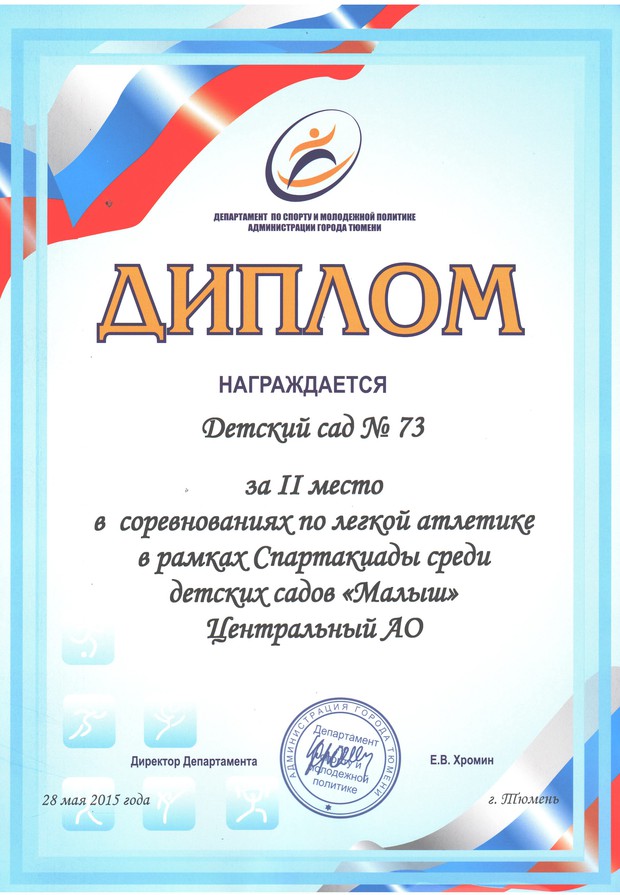 ДЕПАРТАМЕНТ ПО СПОРТУ И МОЛОДЕЖНОЙ ПОЛИТИКЕ
АДМИНИСТРАЦИИ ГОРОДА ТЮМЕНИ
ДИПЛОМ
НАГРАЖДАЕТСЯ
Детский сад № 73
за II место
в соревнованиях по легкой атлетике
в рамках Спартакиады среди
детских садов «Малыш»
Центральный АО
АДМИНИСТРАЦИЯ ГОРОДА ТЮМЕНИ
Департамент
по спорту и
молодежной
политике
Директор Департамента
Е.В. Хромин
28 мая 2015 года
г. Тюмень